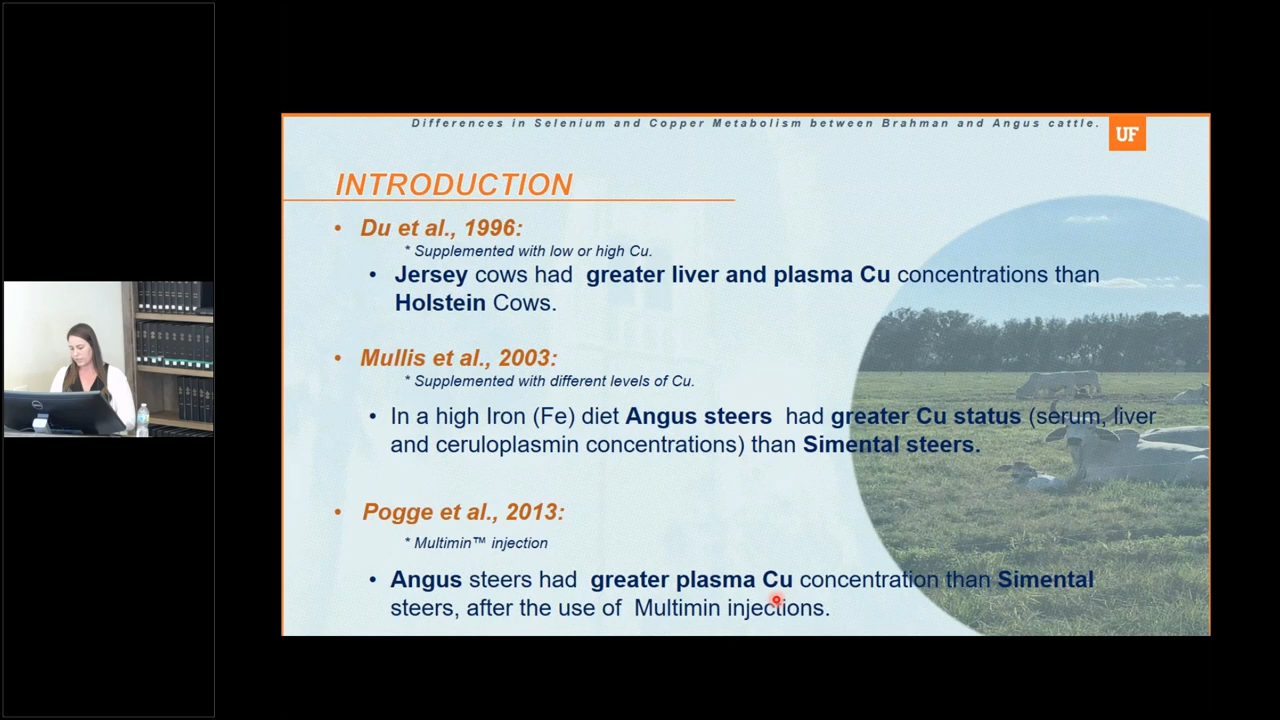 Differences in Selenium and Copper Metabolism between Brahman and Angus cattle.
UF
INTRODUCTION
• Du et al., 1996:
* Supplemented with low or high Cu.
• Jersey cows had greater liver and plasma Cu concentrations than
Holstein Cows.
• Mullis et al., 2003:
* Supplemented with different levels of Cu.
• In a high Iron (Fe) diet Angus steers had greater Cu status (serum, liver
and ceruloplasmin concentrations) than Simental steers.
• Pogge et al., 2013:
* Multimin™ injection
• Angus steers had greater plasma Cu concentration than Simental
steers, after the use of Multimin injections.